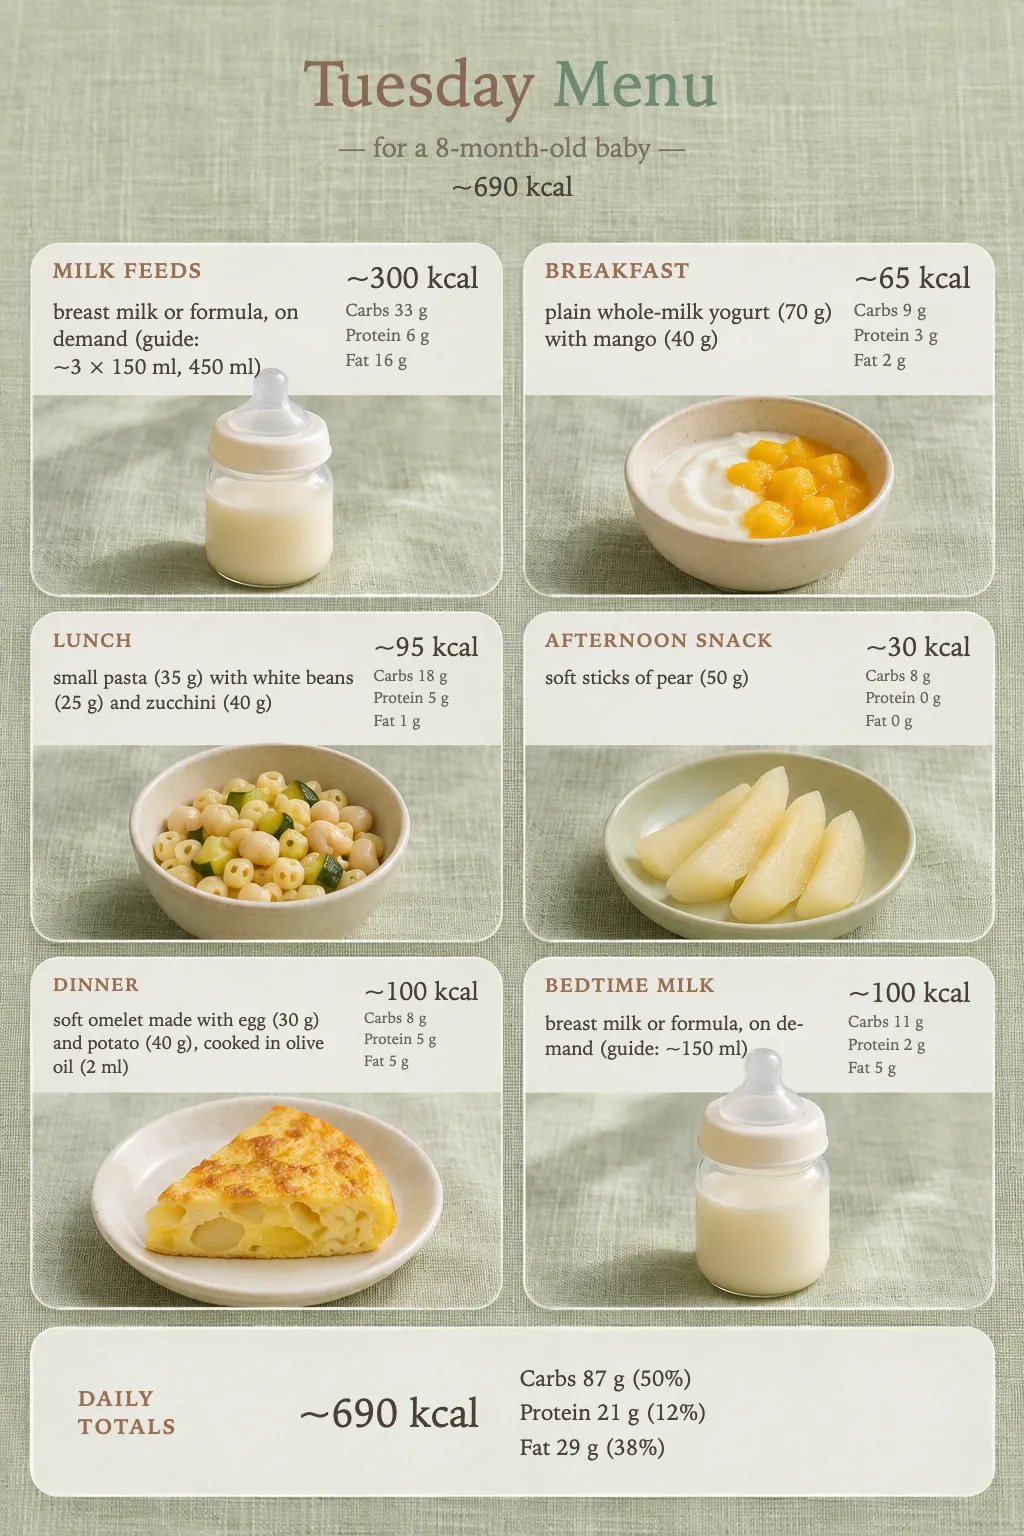 Tuesday Menu
— for a 8-month-old baby —
~690 kcal
MILK FEEDS
breast milk or formula, on
demand (guide:
~3 × 150 ml, 450 ml)
~300 kcal
Carbs 33 g
Protein 6 g
Fat 16 g
BREAKFAST
plain whole-milk yogurt (70 g)
with mango (40 g)
~65 kcal
Carbs 9 g
Protein 3 g
Fat 2 g
LUNCH
small pasta (35 g) with white beans
(25 g) and zucchini (40 g)
~95 kcal
Carbs 18 g
Protein 5 g
Fat 1 g
AFTERNOON SNACK
soft sticks of pear (50 g)
~30 kcal
Carbs 8 g
Protein 0 g
Fat 0 g
DINNER
soft omelet made with egg (30 g)
and potato (40 g), cooked in olive
oil (2 ml)
~100 kcal
Carbs 8 g
Protein 5 g
Fat 5 g
BEDTIME MILK
breast milk or formula, on de-
mand (guide: ~150 ml)
~100 kcal
Carbs 11 g
Protein 2 g
Fat 5 g
DAILY
TOTALS
~690 kcal
Carbs 87 g (50%)
Protein 21 g (12%)
Fat 29 g (38%)